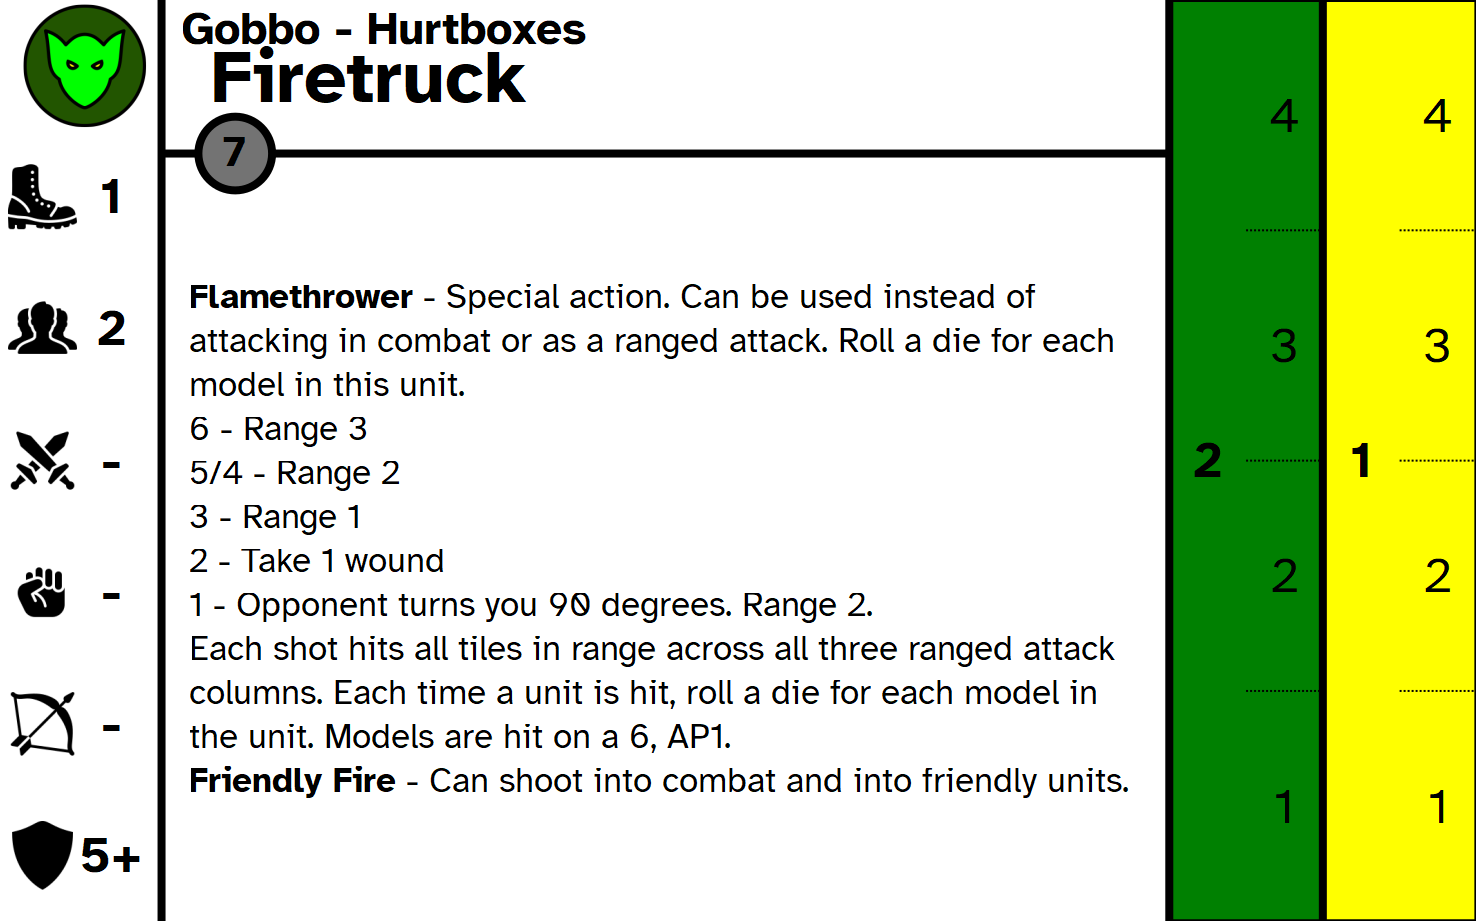 Gobbo - Hurtboxes
Firetruck
7
1
2
-
-
-
5+
Flamethrower - Special action. Can be used instead of
attacking in combat or as a ranged attack. Roll a die for each
model in this unit.
6 - Range 3
5/4 - Range 2
3 - Range 1
2 - Take 1 wound
1 - Opponent turns you 90 degrees. Range 2.
Each shot hits all tiles in range across all three ranged attack
columns. Each time a unit is hit, roll a die for each model in
the unit. Models are hit on a 6, AP1.
Friendly Fire - Can shoot into combat and into friendly units.
2
4
3
2
1
1
4
3
2
1